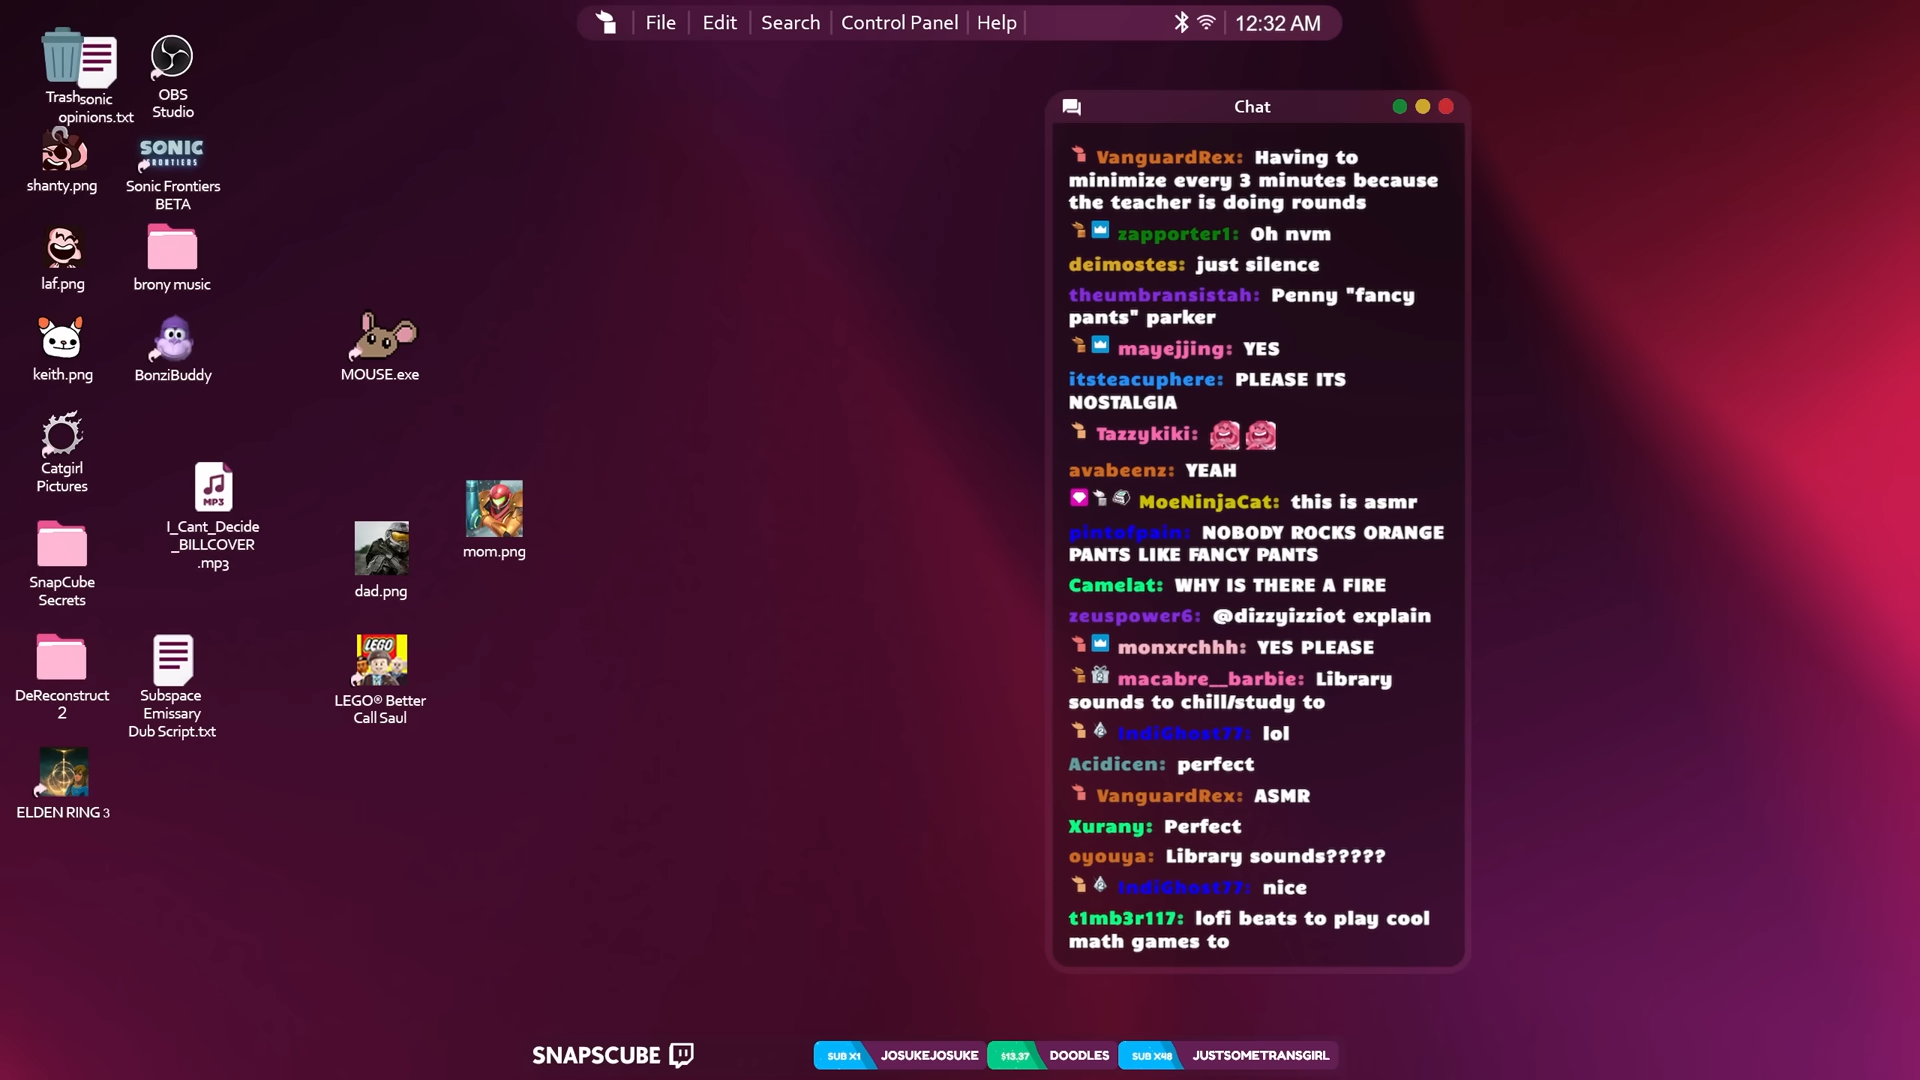 File
Edit
Search
Control Panel
Help
12:32 AM
Trash
sonic
opinions.txt
OBS
Studio
shanty.png
SONIC
FRONTIERS
Sonic Frontiers
BETA
laf.png
brony music
keith.png
BonziBuddy
MOUSE.exe
Catgirl
Pictures
MP3
I_Cant_Decide
_BILLCOVER
.mp3
mom.png
dad.png
SnapCube
Secrets
DeReconstruct
2
Subspace
Emissary
Dub Script.txt
LEGO
LEGO® Better
Call Saul
ELDEN RING 3
Chat
VanguardRex: Having to
minimize every 3 minutes because
the teacher is doing rounds
zapporter1: Oh nvm
deimostes: just silence
theumbransistah: Penny "fancy
pants" parker
mayejjing: YES
itsteacuphere: PLEASE ITS
NOSTALGIA
Tazzykiki:
avabeenz: YEAH
MoeNinjaCat: this is asmr
pintofpain: NOBODY ROCKS ORANGE
PANTS LIKE FANCY PANTS
Camelat: WHY IS THERE A FIRE
zeuspower6: @dizzyizziot explain
monxrchhh: YES PLEASE
macabre__barbie: Library
sounds to chill/study to
IndiGhost77: lol
Acidicen: perfect
VanguardRex: ASMR
Xurany: Perfect
oyouya: Library sounds?????
IndiGhost77: nice
t1mb3r117: lofi beats to play cool
math games to
SNAPSCUBE
SUB X1 JOSUKEJOSUKE
$13.37 DOODLES
SUB X48 JUSTSOMETRANSGIRL